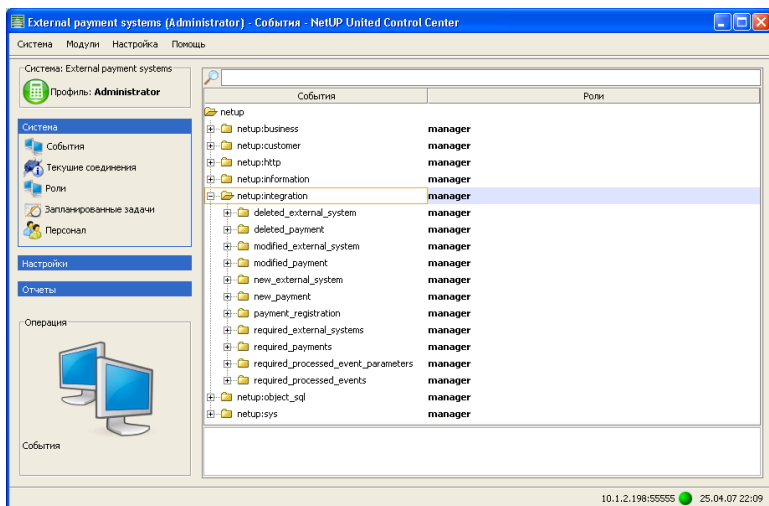 External payment systems (Administrator) - События - NetUP United Control Center
Система Модули Настройка Помощь
Система: External payment systems
Профиль: Administrator
Система
События
Текущие соединения
Роли
Запланированные задачи
Персонал
Настройки
Отчеты
Операция
События
События Роли
netup
netup:business manager
netup:customer manager
netup:http manager
netup:information manager
netup:integration manager
deleted_external_system manager
deleted_payment manager
modified_external_system manager
modified_payment manager
new_external_system manager
new_payment manager
payment_registration manager
required_external_systems manager
required_payments manager
required_processed_event_parameters manager
required_processed_events manager
netup:object_sql manager
netup:sys manager
10.1.2.198:55555 25.04.07 22:09